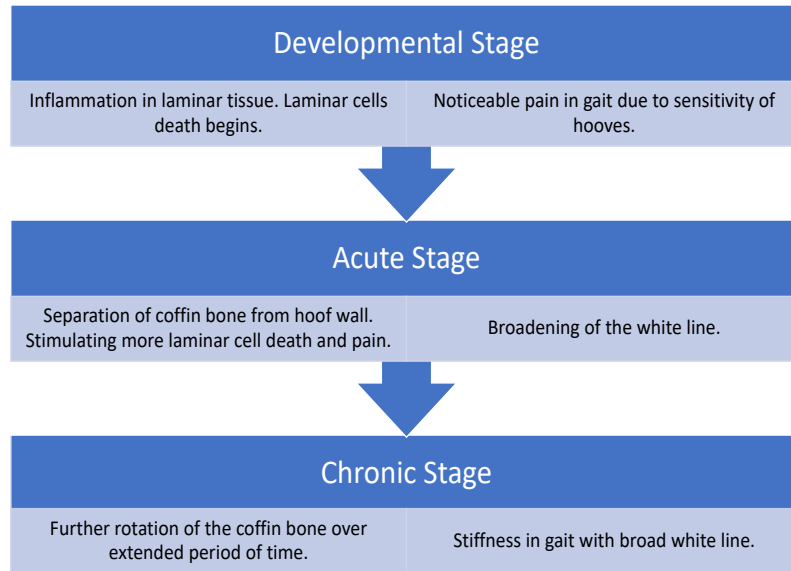 Developmental Stage
Inflammation in laminar tissue. Laminar cells
death begins.
Noticeable pain in gait due to sensitivity of
hooves.
Acute Stage
Separation of coffin bone from hoof wall.
Stimulating more laminar cell death and pain.
Broadening of the white line.
Chronic Stage
Further rotation of the coffin bone over
extended period of time.
Stiffness in gait with broad white line.